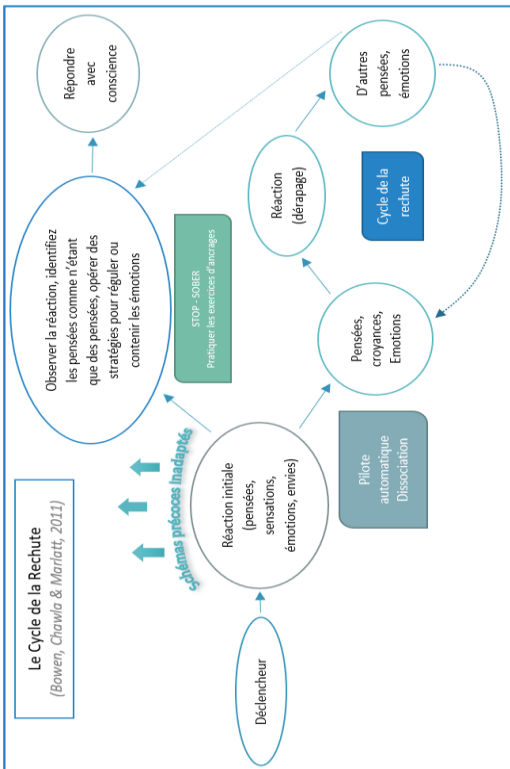 Le Cycle de la Rechute
(Bowen, Chawla & Marlatt, 2011)
Déclencheur
Schémas précoces inadaptés
Réaction initiale
(pensées,
sensations,
émotions, envies)
Observer la réaction, identifiez
les pensées comme n'étant
que des pensées, opérer des
stratégies pour réguler ou
contenir les émotions
Répondre
avec
conscience
STOP - SOBER
Pratiquer les exercices d'ancrages
Pilote
automatique
Dissociation
Pensées,
croyances,
Emotions
Réaction
(dérapage)
Cycle de la
rechute
D'autres
pensées,
émotions